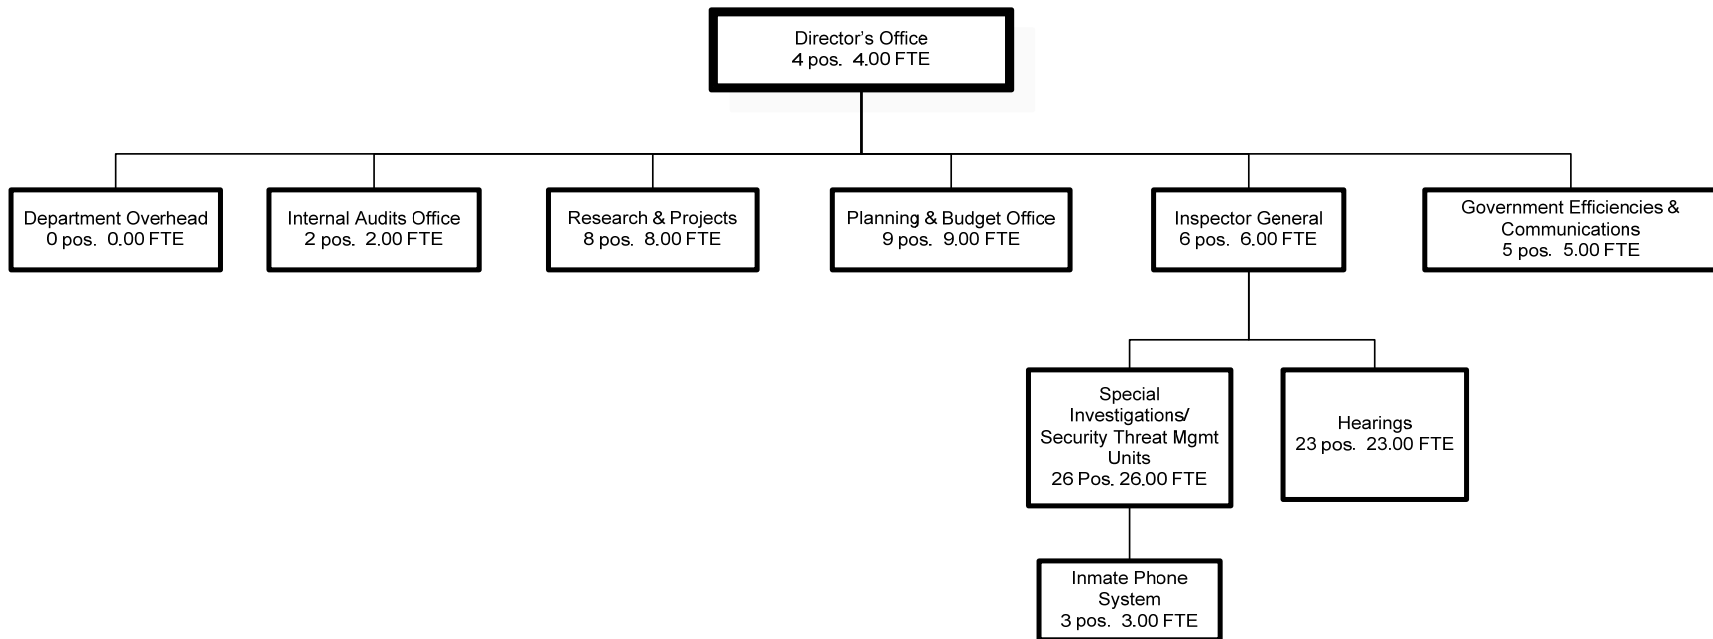 Director's Office
4 pos.  4.00 FTE
Department Overhead
0 pos.  0.00 FTE
Internal Audits Office
2 pos.  2.00 FTE
Research & Projects
8 pos.  8.00 FTE
Planning & Budget Office
9 pos.  9.00 FTE
Inspector General
6 pos.  6.00 FTE
Government Efficiencies &
Communications
5 pos.  5.00 FTE
Special
Investigations/
Security Threat Mgmt
Units
26 Pos. 26.00 FTE
Hearings
23 pos.  23.00 FTE
Inmate Phone
System
3 pos.  3.00 FTE